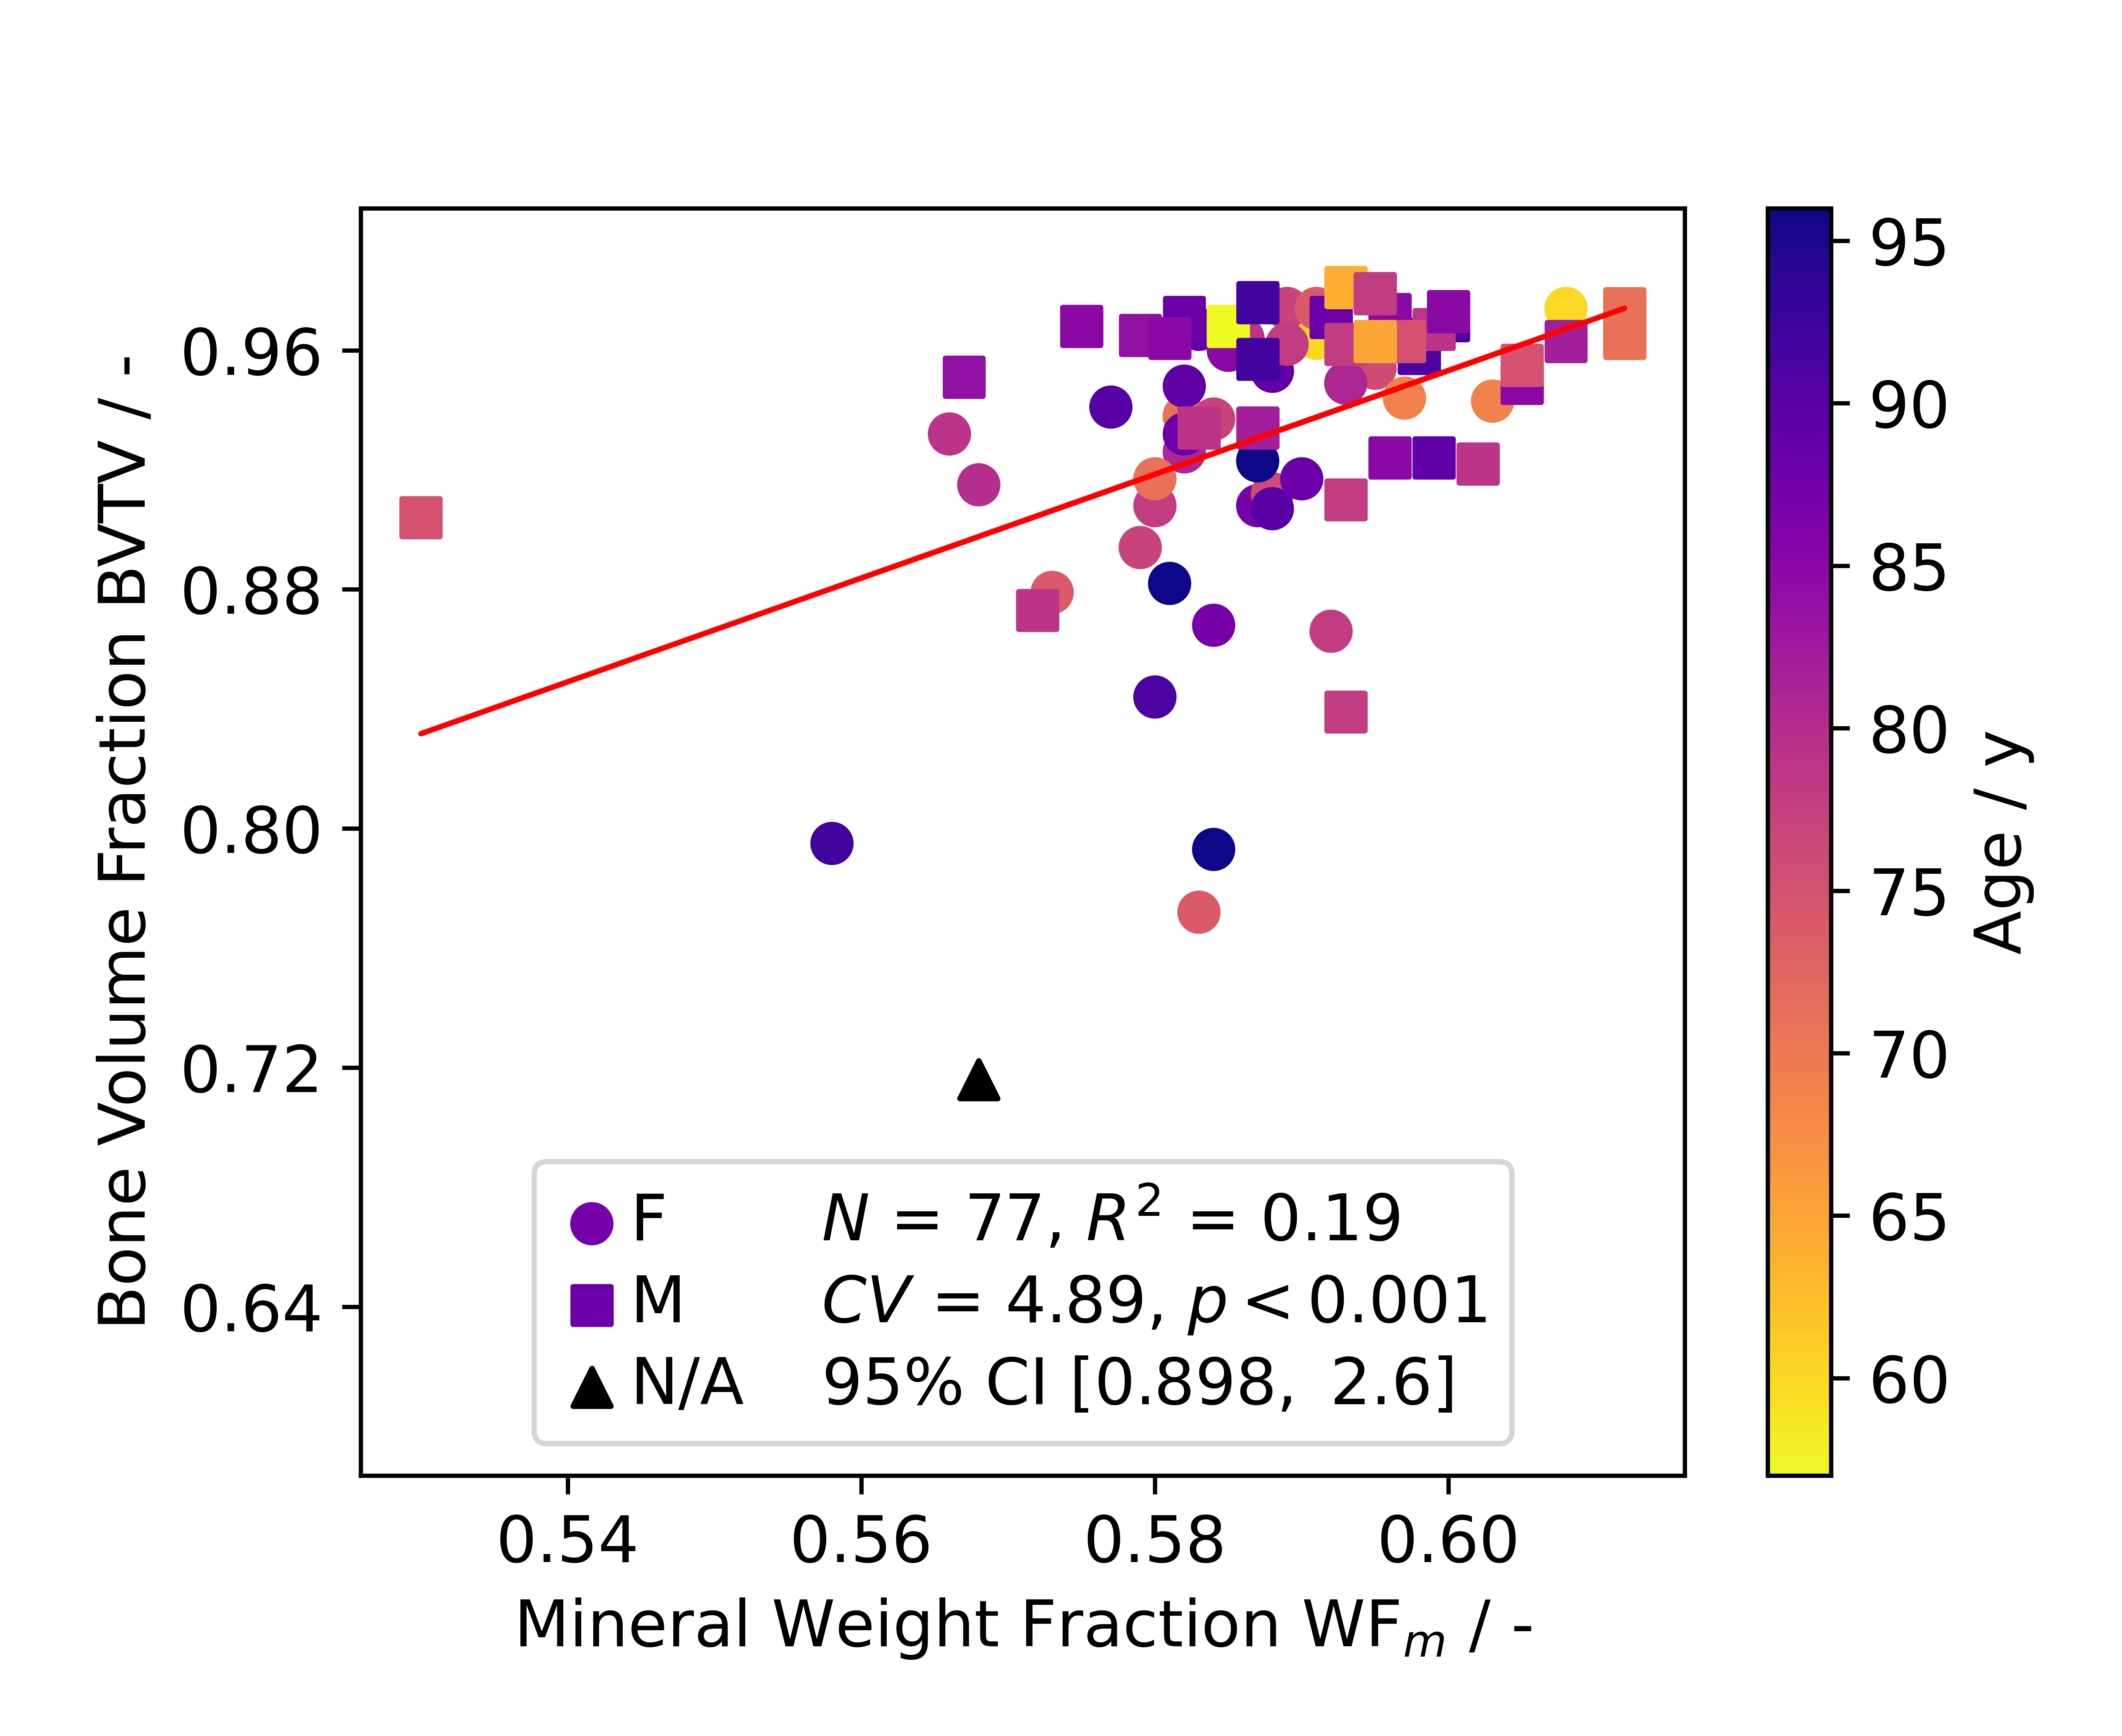 Bone Volume Fraction BVTV / -
0.96
0.88
0.80
0.72
0.64
F N = 77, R² = 0.19
M CV = 4.89, p < 0.001
N/A 95% CI [0.898, 2.6]
0.54 0.56 0.58 0.60
Mineral Weight Fraction WFₘ / -
95
90
85
80
75
70
65
60
Age / y